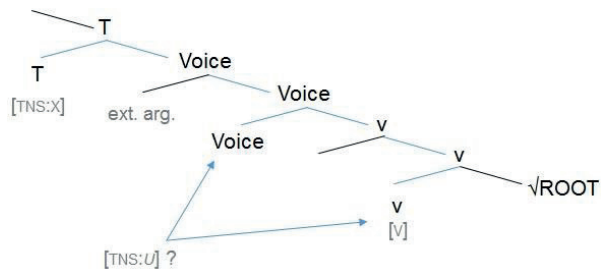 T
T
Voice
[TNS:X]
ext. arg.
Voice
Voice
v
v
√ROOT
v
[V]
[TNS:U] ?